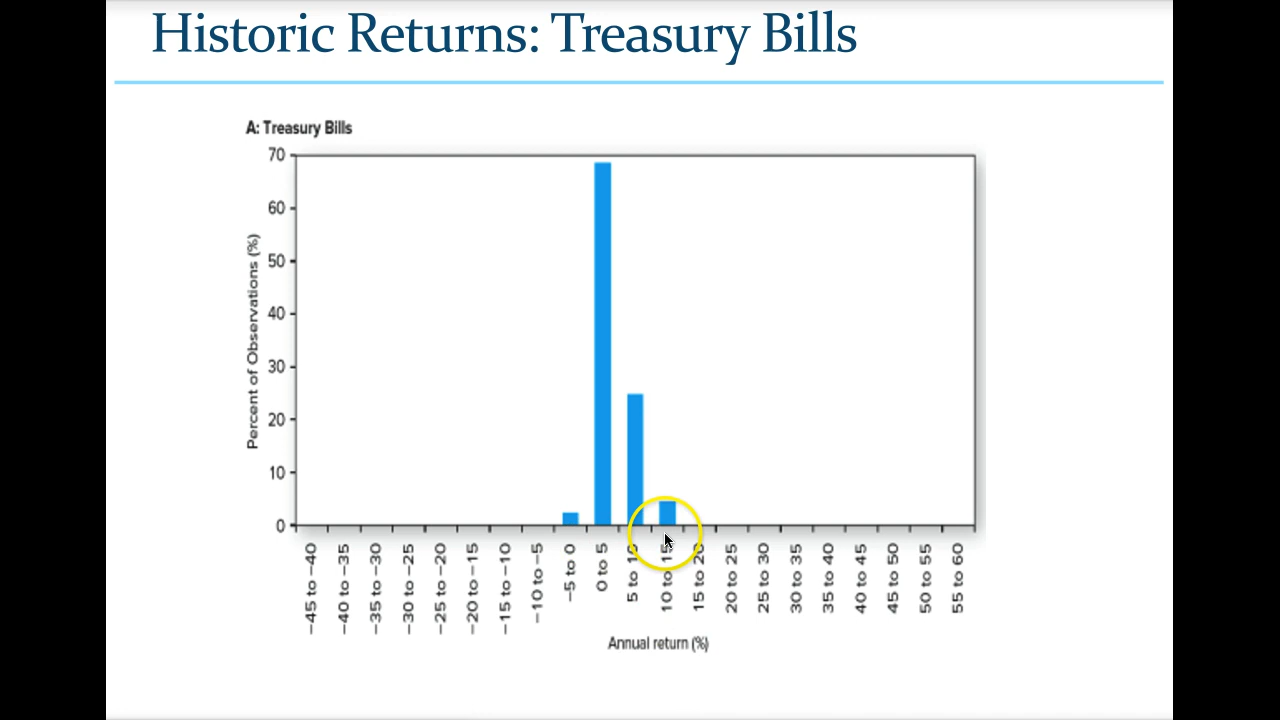 Historic Returns: Treasury Bills
A: Treasury Bills
70
60
50
40
30
20
10
0
Percent of Observations (%)
−45 to −40
−40 to −35
−35 to −30
−30 to −25
−25 to −20
−20 to −15
−15 to −10
−10 to −5
−5 to 0
0 to 5
5 to 10
10 to 15
15 to 20
20 to 25
25 to 30
30 to 35
35 to 40
40 to 45
45 to 50
50 to 55
55 to 60
Annual return (%)